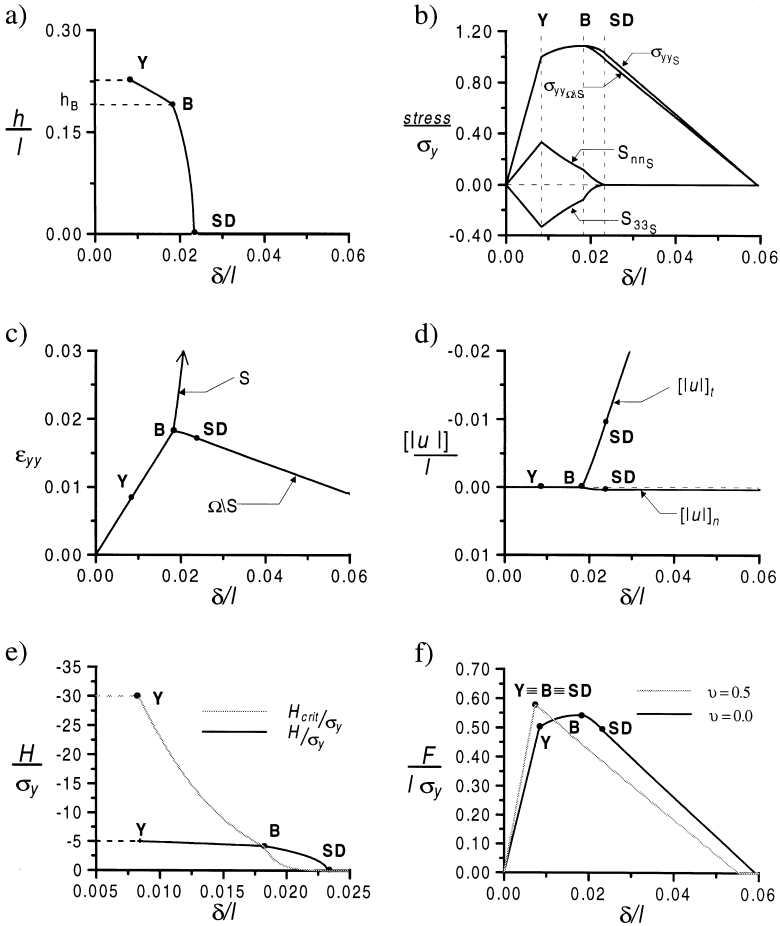 a)
0.30
h_B
0.15
0.00
h/l
Y
B
SD
0.00 0.02 0.04 0.06
δ/l
b)
Y B SD
1.20
0.80
0.40
0.00
-0.40
stress/σ_y
σ_yy_S
σ_yy_Ω\S
S_nn_S
S_33_S
0.00 0.02 0.04 0.06
δ/l
c)
0.03
0.02
0.01
0.00
ε_yy
S
B
SD
Y
Ω\S
0.00 0.02 0.04 0.06
δ/l
d)
-0.02
-0.01
0.00
0.01
[|u|]/l
[|u|]_t
SD
Y
B
SD
[|u|]_n
0.00 0.02 0.04 0.06
δ/l
e)
-35
-30
-25
-20
-15
-10
-5
0
H/σ_y
Y
H_crit/σ_y
H/σ_y
Y
B
SD
0.005 0.010 0.015 0.020 0.025
δ/l
f)
0.70
0.60
0.50
0.40
0.30
0.20
0.10
0.00
F/l σ_y
Y≡B≡SD
υ=0.5
υ=0.0
Y
B
SD
0.00 0.02 0.04 0.06
δ/l